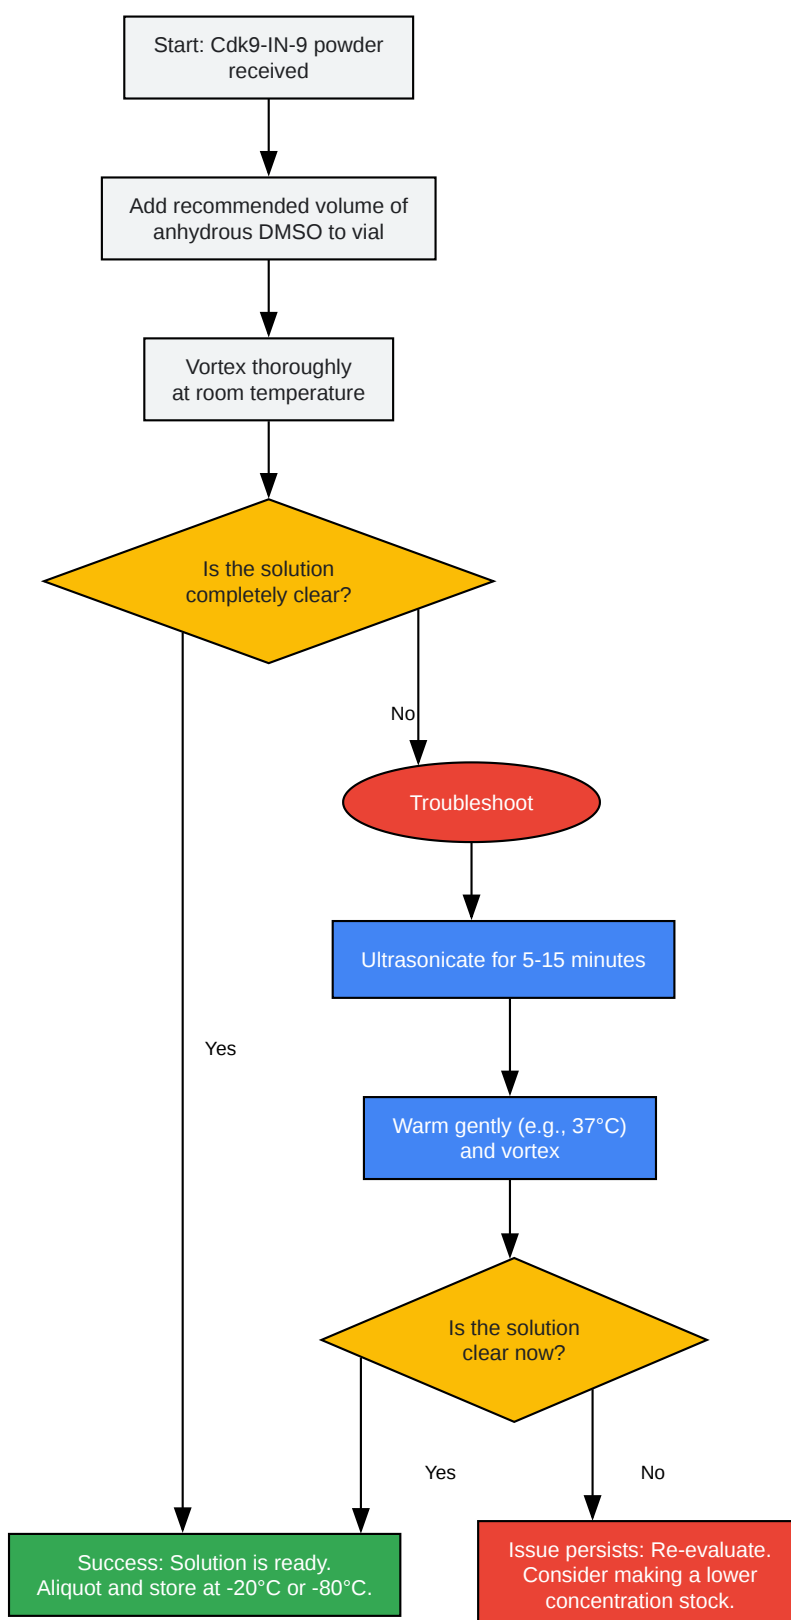 Start: Cdk9-IN-9 powder
received
Add recommended volume of
anhydrous DMSO to vial
Vortex thoroughly
at room temperature
Is the solution
completely clear?
No
Troubleshoot
Ultrasonicate for 5-15 minutes
Yes
Warm gently (e.g., 37°C)
and vortex
Is the solution
clear now?
Yes
No
Success: Solution is ready.
Aliquot and store at -20°C or -80°C.
Issue persists: Re-evaluate.
Consider making a lower
concentration stock.